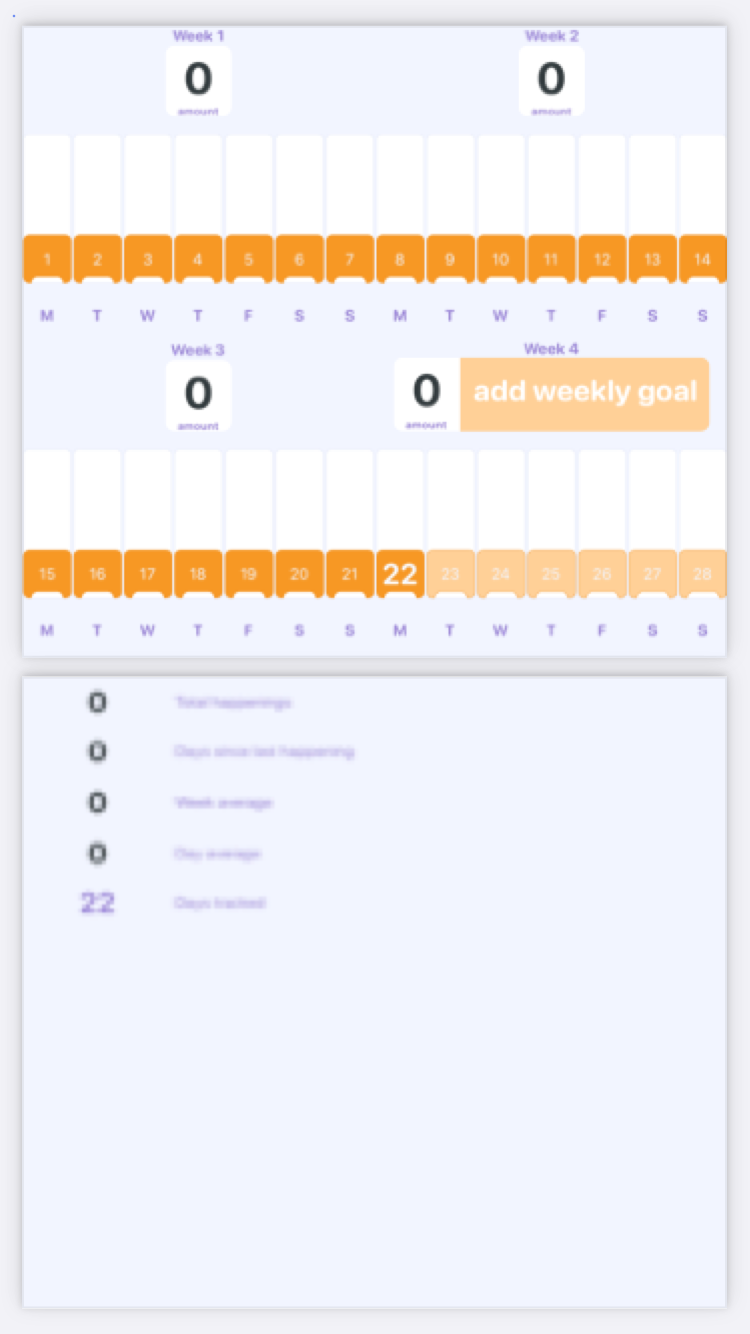 Week 1 Week 2
0 0
amount amount
1 2 3 4 5 6 7 8 9 10 11 12 13 14
M T W T F S S M T W T F S S
Week 3 Week 4
0 0 add weekly goal
amount amount
15 16 17 18 19 20 21 22 23 24 25 26 27 28
M T W T F S S M T W T F S S
0 Total happenings
0 Days since last happening
0 Week average
0 Day average
22 Days tracked